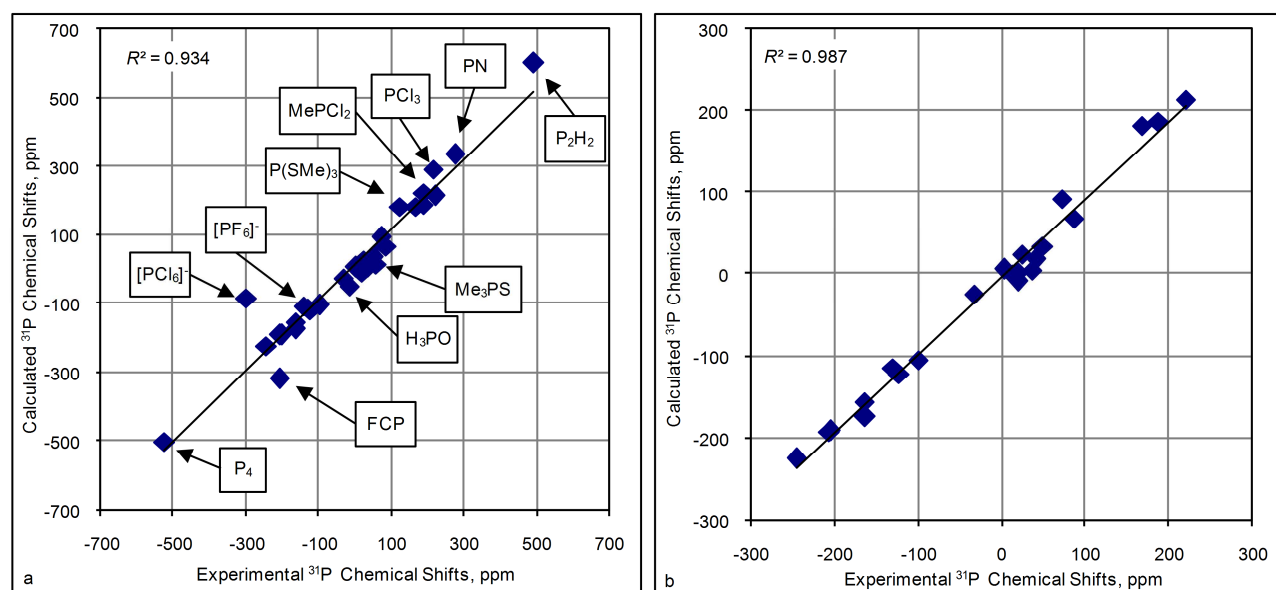 700
500
300
100
-100
-300
-500
-700
Calculated ³¹P Chemical Shifts, ppm
R² = 0.934
PN
PCl₃
MePCl₂
P₂H₂
P(SMe)₃
[PF₆]⁻
[PCl₆]⁻
Me₃PS
H₃PO
FCP
P₄
-700 -500 -300 -100 100 300 500 700
Experimental ³¹P Chemical Shifts, ppm
a
300
200
100
0
-100
-200
-300
Calculated ³¹P Chemical Shifts, ppm
R² = 0.987
-300 -200 -100 0 100 200 300
Experimental ³¹P Chemical Shifts, ppm
b